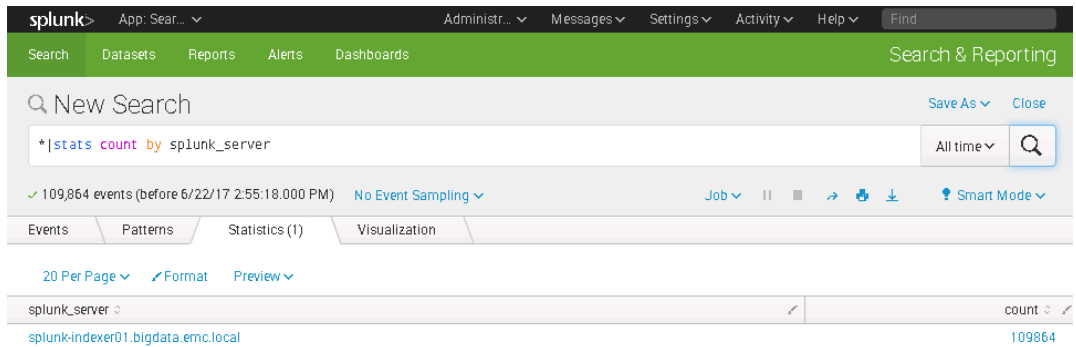 splunk> App: Sear... Administr... Messages Settings Activity Help Find
Search Datasets Reports Alerts Dashboards Search & Reporting
New Search Save As Close
*|stats count by splunk_server All time
109,864 events (before 6/22/17 2:55:18.000 PM) No Event Sampling Job Smart Mode
Events Patterns Statistics (1) Visualization
20 Per Page Format Preview
splunk_server count
splunk-indexer01.bigdata.emc.local 109864